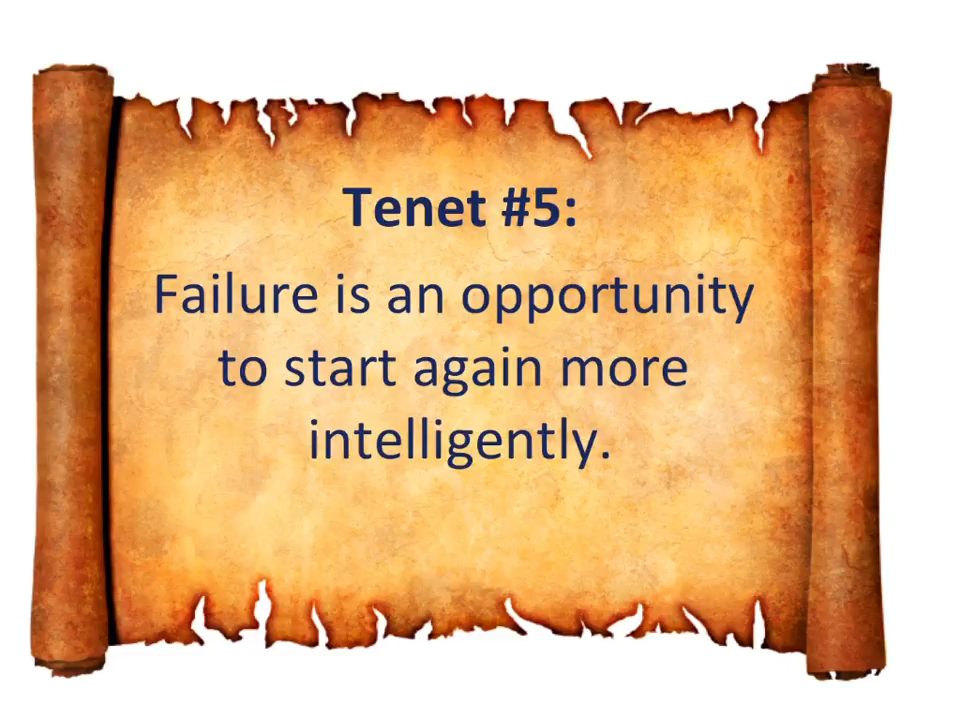 Tenet #5:
Failure is an opportunity
to start again more
intelligently.